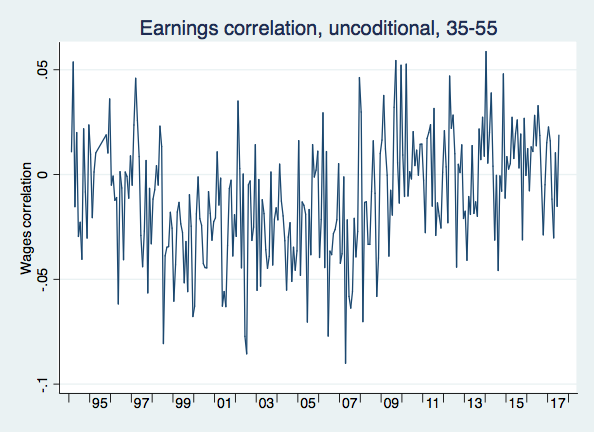 Earnings correlation, uncoditional, 35-55
Wages correlation
.05
0
-.05
-.1
95 97 99 01 03 05 07 09 11 13 15 17